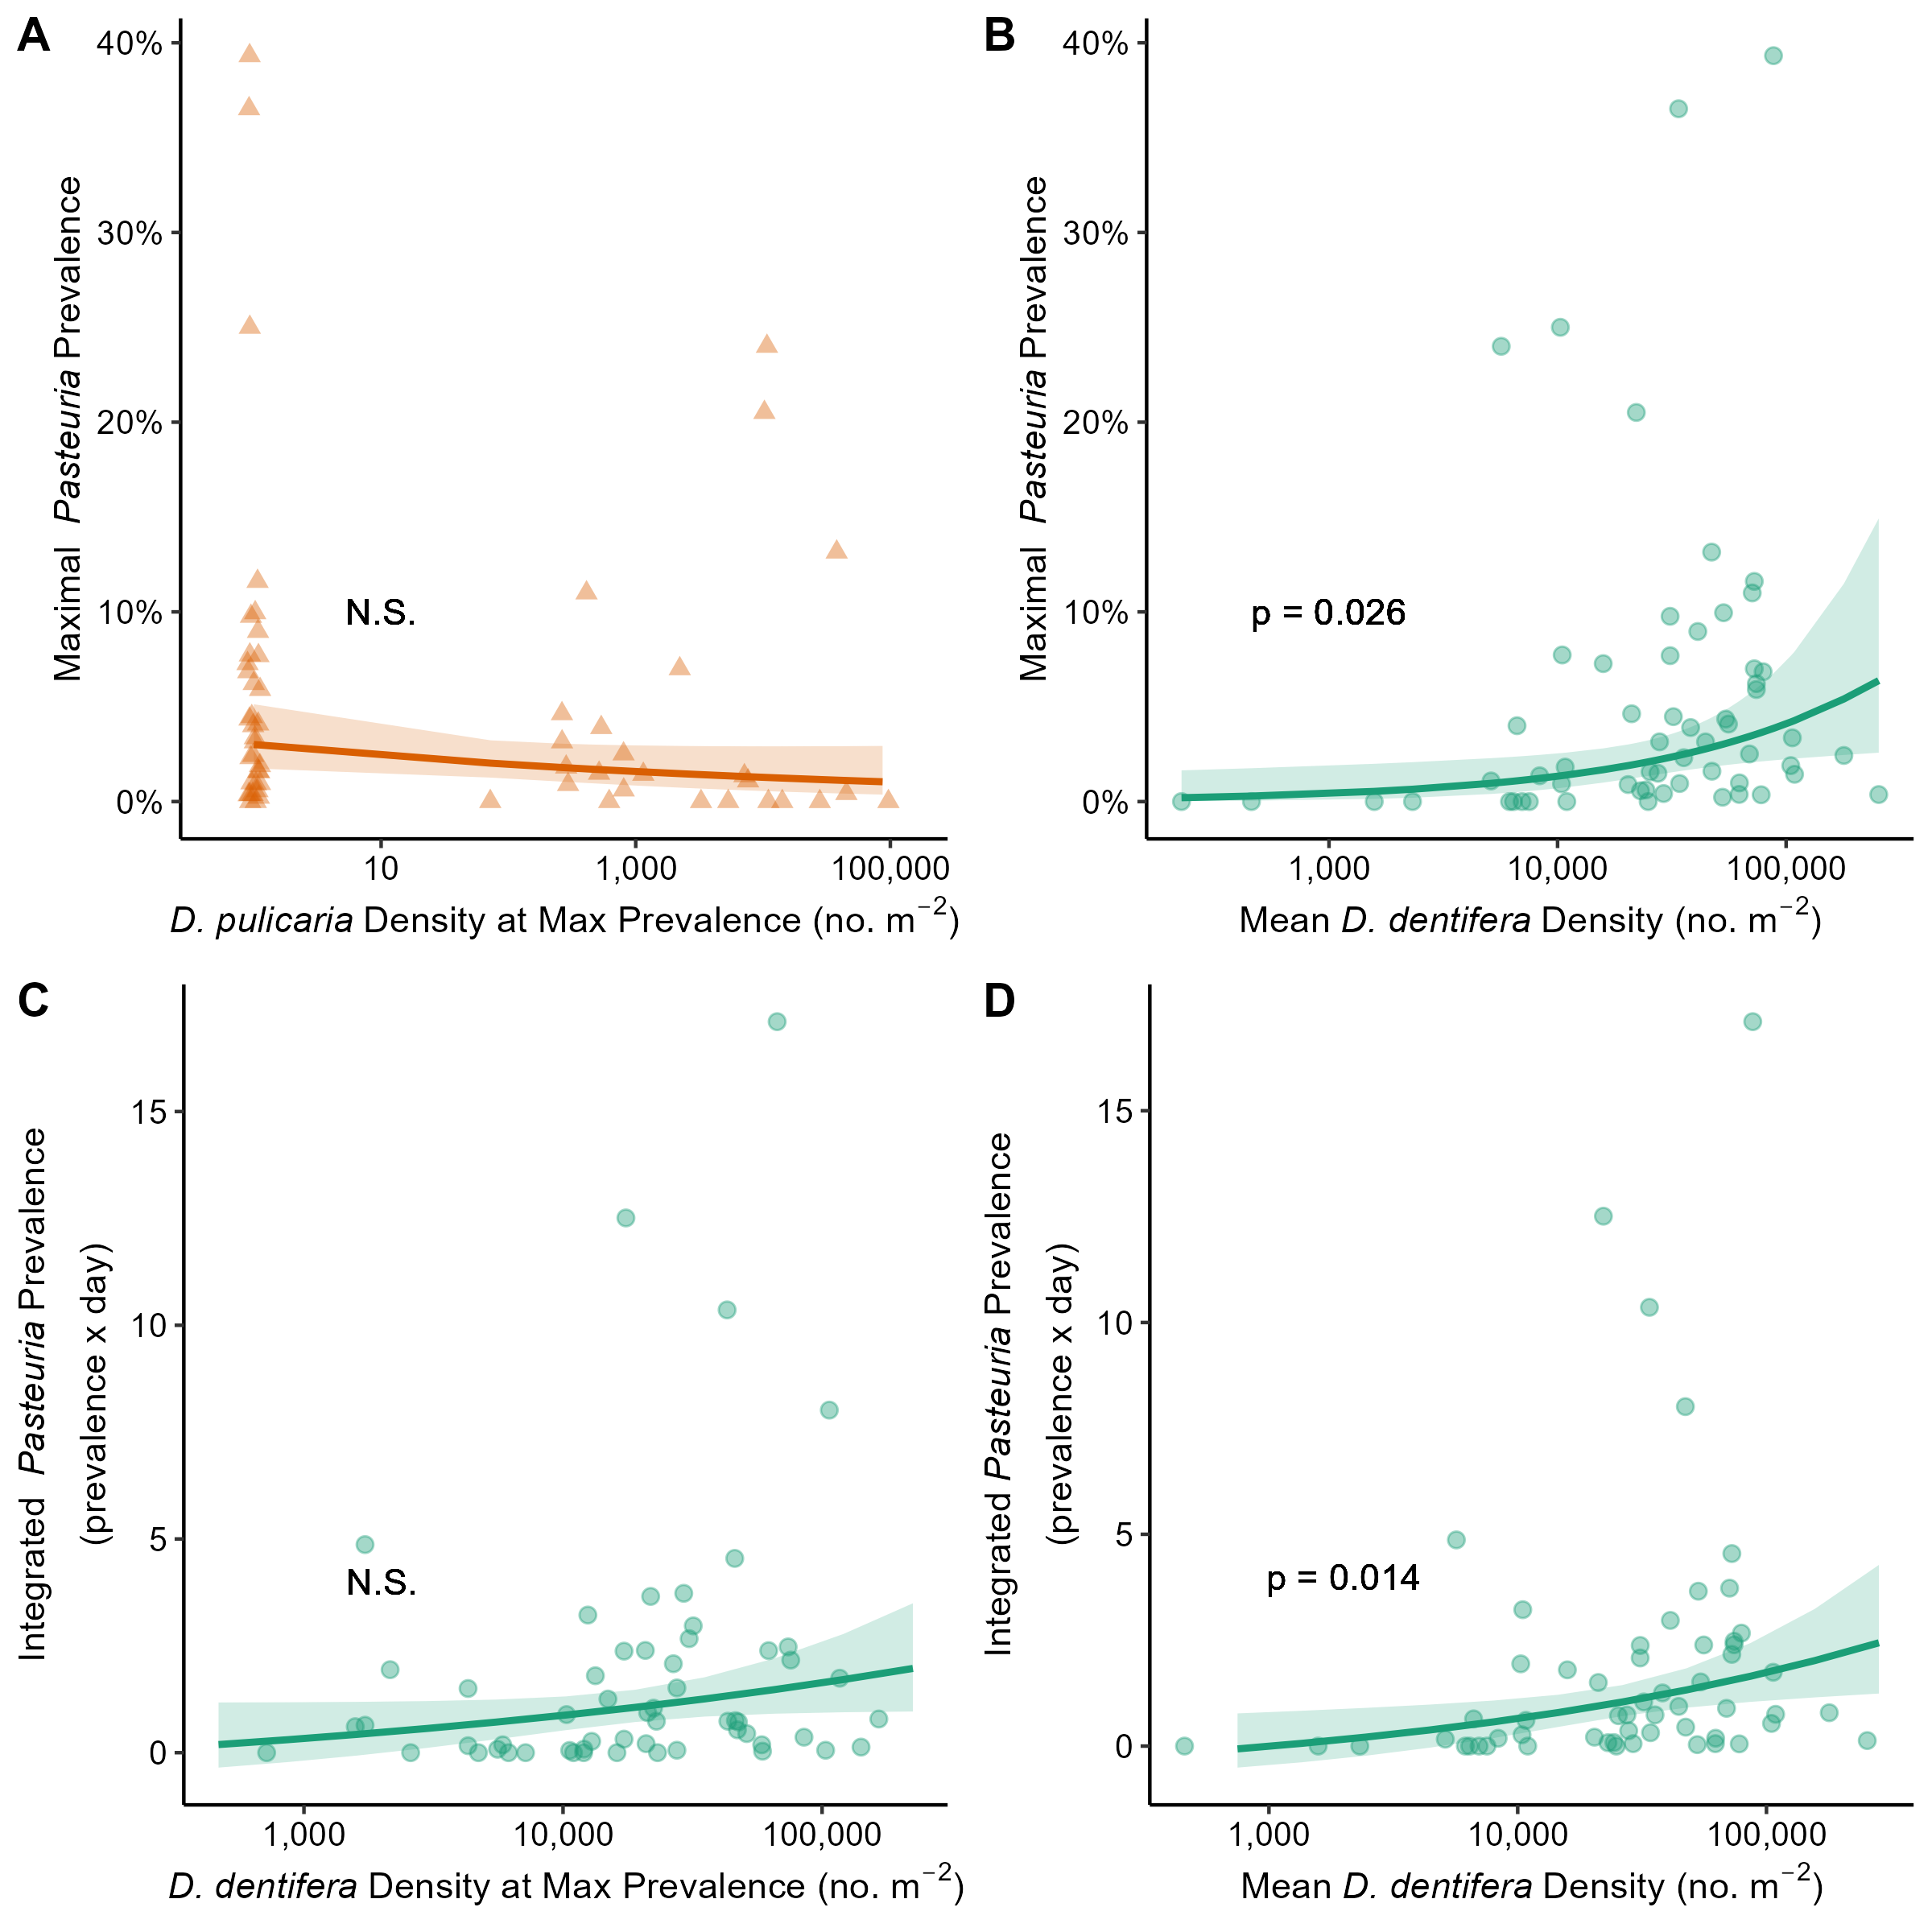 A
Maximal Pasteuria Prevalence
40%
30%
20%
10%
0%
N.S.
10
1,000
100,000
D. pulicaria Density at Max Prevalence (no. m⁻²)
B
Maximal Pasteuria Prevalence
40%
30%
20%
10%
0%
p = 0.026
1,000
10,000
100,000
Mean D. dentifera Density (no. m⁻²)
C
Integrated Pasteuria Prevalence
(prevalence x day)
15
10
5
0
N.S.
1,000
10,000
100,000
D. dentifera Density at Max Prevalence (no. m⁻²)
D
Integrated Pasteuria Prevalence
(prevalence x day)
15
10
5
0
p = 0.014
1,000
10,000
100,000
Mean D. dentifera Density (no. m⁻²)